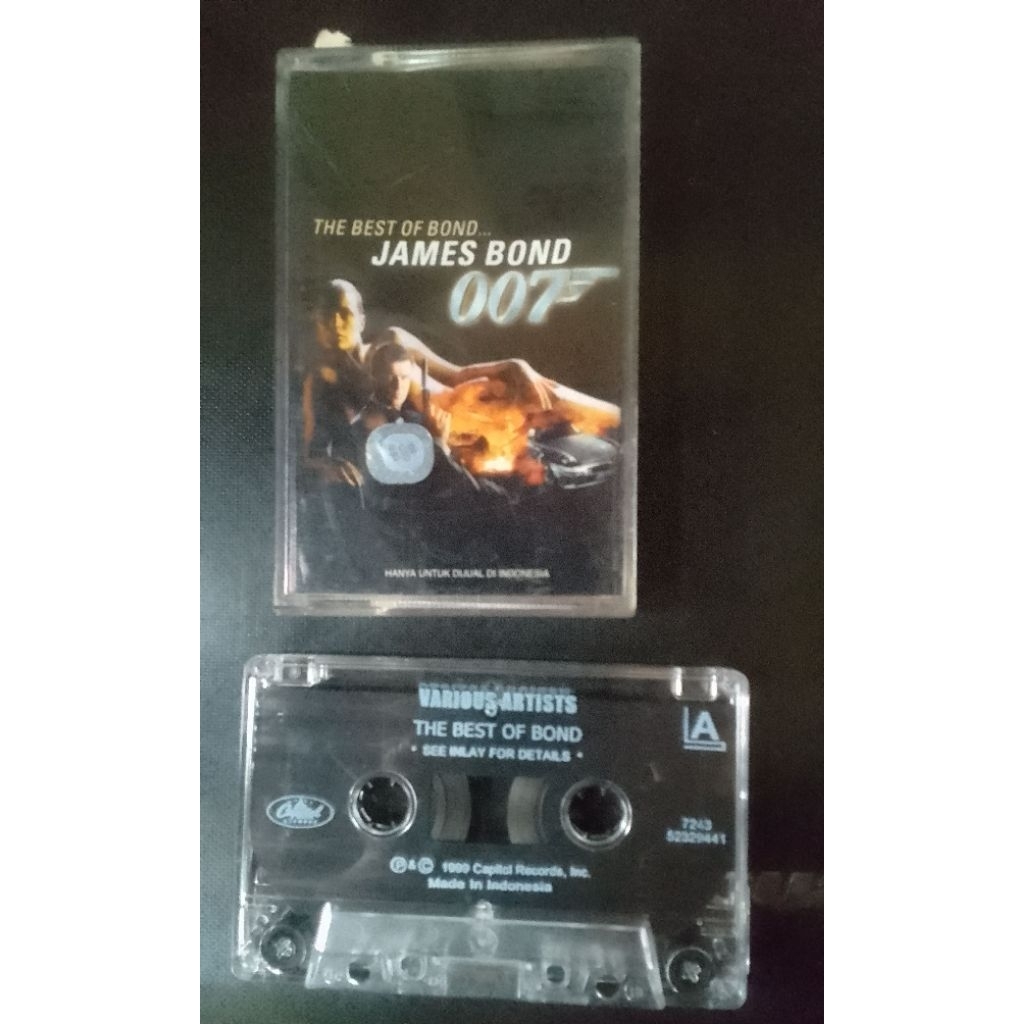 THE BEST OF BOND...
JAMES BOND
007
HANYA UNTUK DIJUAL DI INDONESIA
VARIOUS ARTISTS
THE BEST OF BOND
* SEE INLAY FOR DETAILS *
A
Capitol
7243
52329441
℗ & © 1999 Capitol Records, Inc.
Made in Indonesia